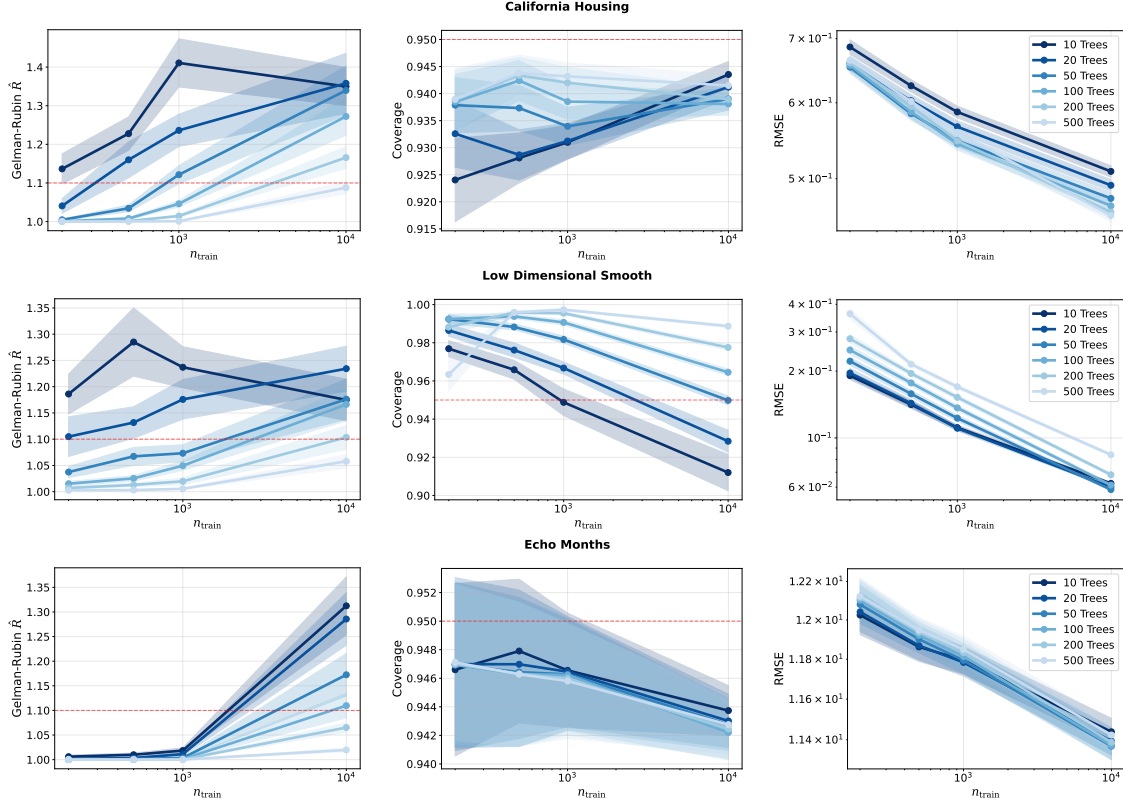 California Housing
Gelman-Rubin R̂
1.4
1.3
1.2
1.1
1.0
10³
10⁴
n_train
Coverage
0.950
0.945
0.940
0.935
0.930
0.925
0.920
0.915
10³
10⁴
n_train
RMSE
7 × 10⁻¹
6 × 10⁻¹
5 × 10⁻¹
10³
10⁴
n_train
10 Trees
20 Trees
50 Trees
100 Trees
200 Trees
500 Trees
Low Dimensional Smooth
Gelman-Rubin R̂
1.35
1.30
1.25
1.20
1.15
1.10
1.05
1.00
10³
10⁴
n_train
Coverage
1.00
0.98
0.96
0.94
0.92
0.90
10³
10⁴
n_train
RMSE
4 × 10⁻¹
3 × 10⁻¹
2 × 10⁻¹
10⁻¹
6 × 10⁻²
10³
10⁴
n_train
10 Trees
20 Trees
50 Trees
100 Trees
200 Trees
500 Trees
Echo Months
Gelman-Rubin R̂
1.35
1.30
1.25
1.20
1.15
1.10
1.05
1.00
10³
10⁴
n_train
Coverage
0.952
0.950
0.948
0.946
0.944
0.942
0.940
10³
10⁴
n_train
RMSE
1.22 × 10¹
1.2 × 10¹
1.18 × 10¹
1.16 × 10¹
1.14 × 10¹
10³
10⁴
n_train
10 Trees
20 Trees
50 Trees
100 Trees
200 Trees
500 Trees